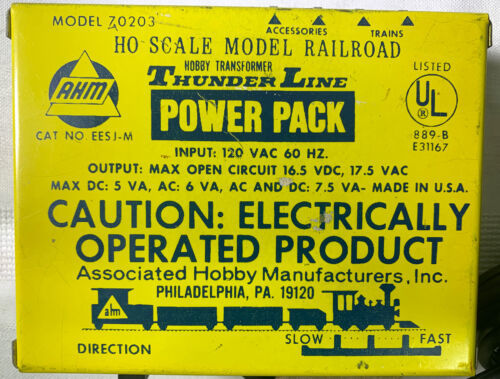 MODEL 70203
ACCESSORIES TRAINS
HO SCALE MODEL RAILROAD
HOBBY TRANSFORMER
THUNDERLINE
POWER PACK
AHM
CAT NO. EESJ-M
LISTED
UL
®
889-B
E31167
INPUT: 120 VAC 60 HZ.
OUTPUT: MAX OPEN CIRCUIT 16.5 VDC, 17.5 VAC
MAX DC: 5 VA, AC: 6 VA, AC AND DC: 7.5 VA- MADE IN U.S.A.
CAUTION: ELECTRICALLY
OPERATED PRODUCT
Associated Hobby Manufacturers, Inc.
PHILADELPHIA, PA. 19120
ahm
DIRECTION
SLOW FAST